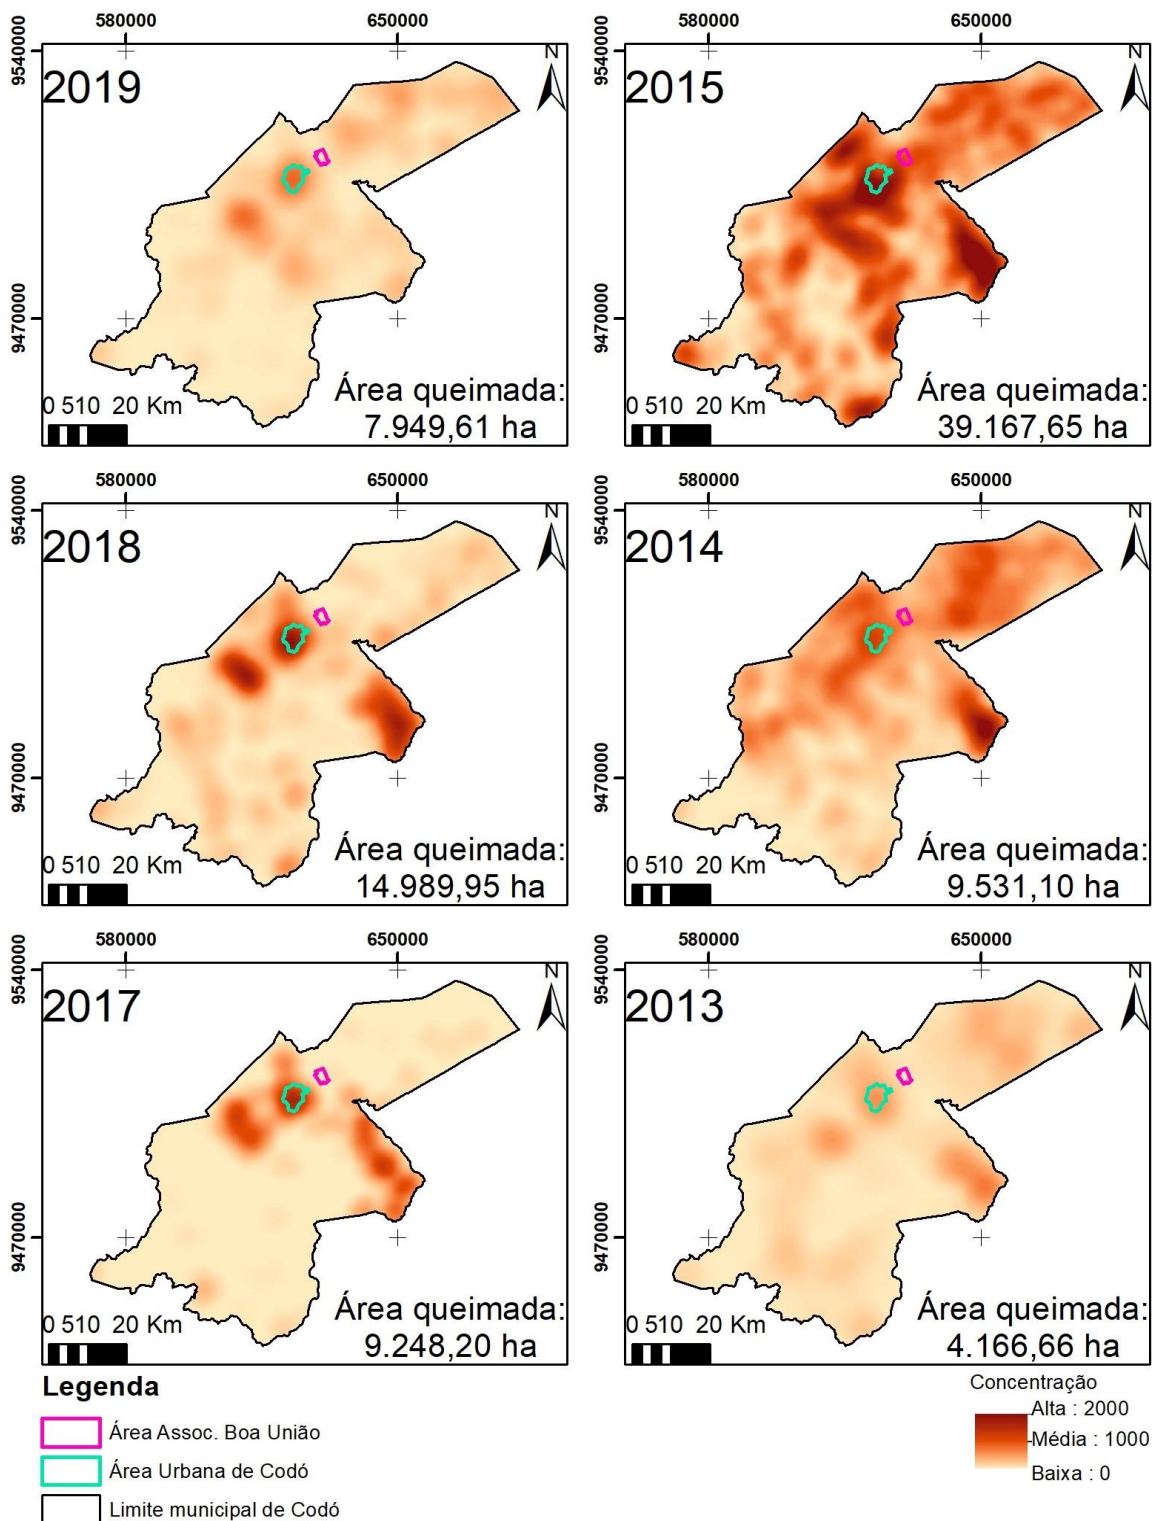 580000 650000
9540000
N
2019
9470000
0 510 20 Km
Área queimada:
7.949,61 ha
580000 650000
9540000
N
2015
9470000
0 510 20 Km
Área queimada:
39.167,65 ha
580000 650000
9540000
N
2018
9470000
0 510 20 Km
Área queimada:
14.989,95 ha
580000 650000
9540000
N
2014
9470000
0 510 20 Km
Área queimada:
9.531,10 ha
580000 650000
9540000
N
2017
9470000
0 510 20 Km
Área queimada:
9.248,20 ha
580000 650000
9540000
N
2013
9470000
0 510 20 Km
Área queimada:
4.166,66 ha
Legenda
Área Assoc. Boa União
Área Urbana de Codó
Limite municipal de Codó
Concentração
Alta : 2000
Média : 1000
Baixa : 0